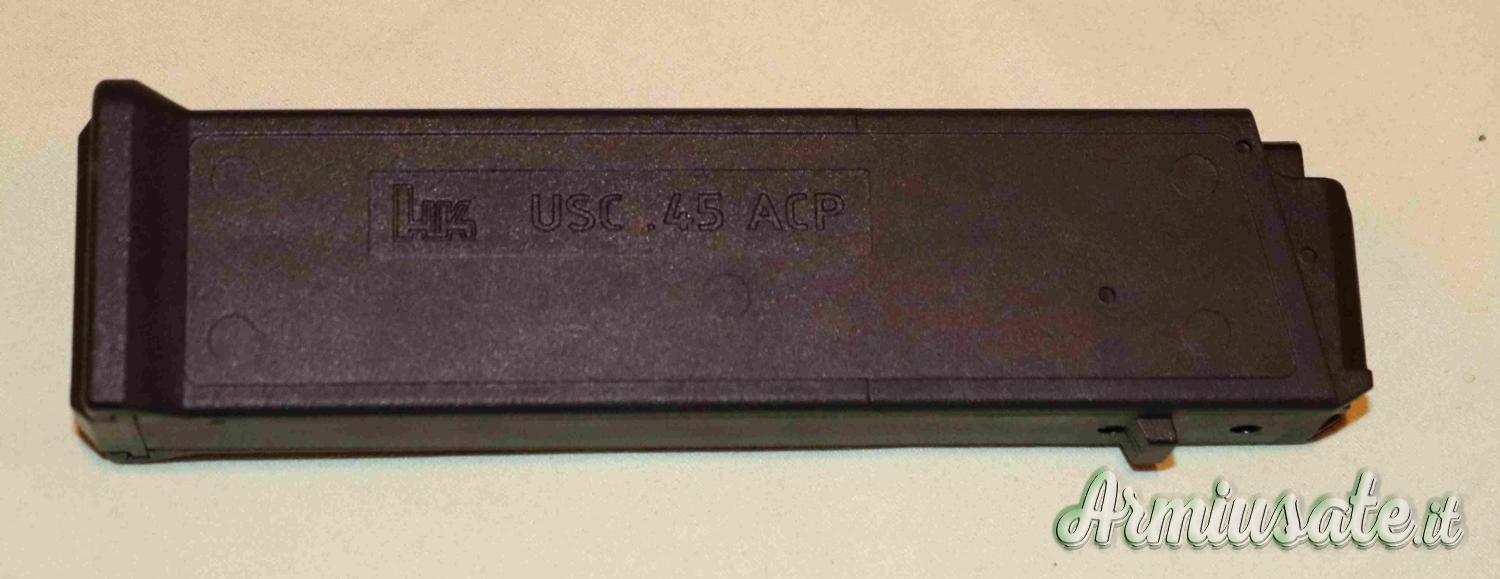 HK USC .45 ACP
Armiusate.it